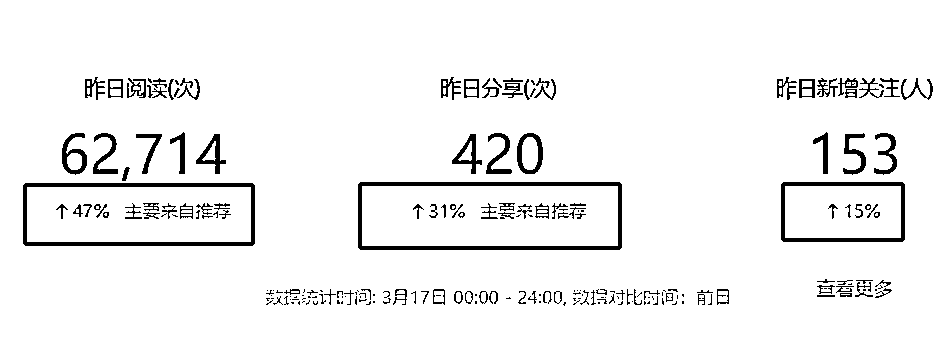 昨日阅读(次) 昨日分享(次) 昨日新增关注(人)
62,714 420 153
↑47% 主要来自推荐 ↑31% 主要来自推荐 ↑15%
数据统计时间: 3月17日 00:00 - 24:00, 数据对比时间：前日 查看更多